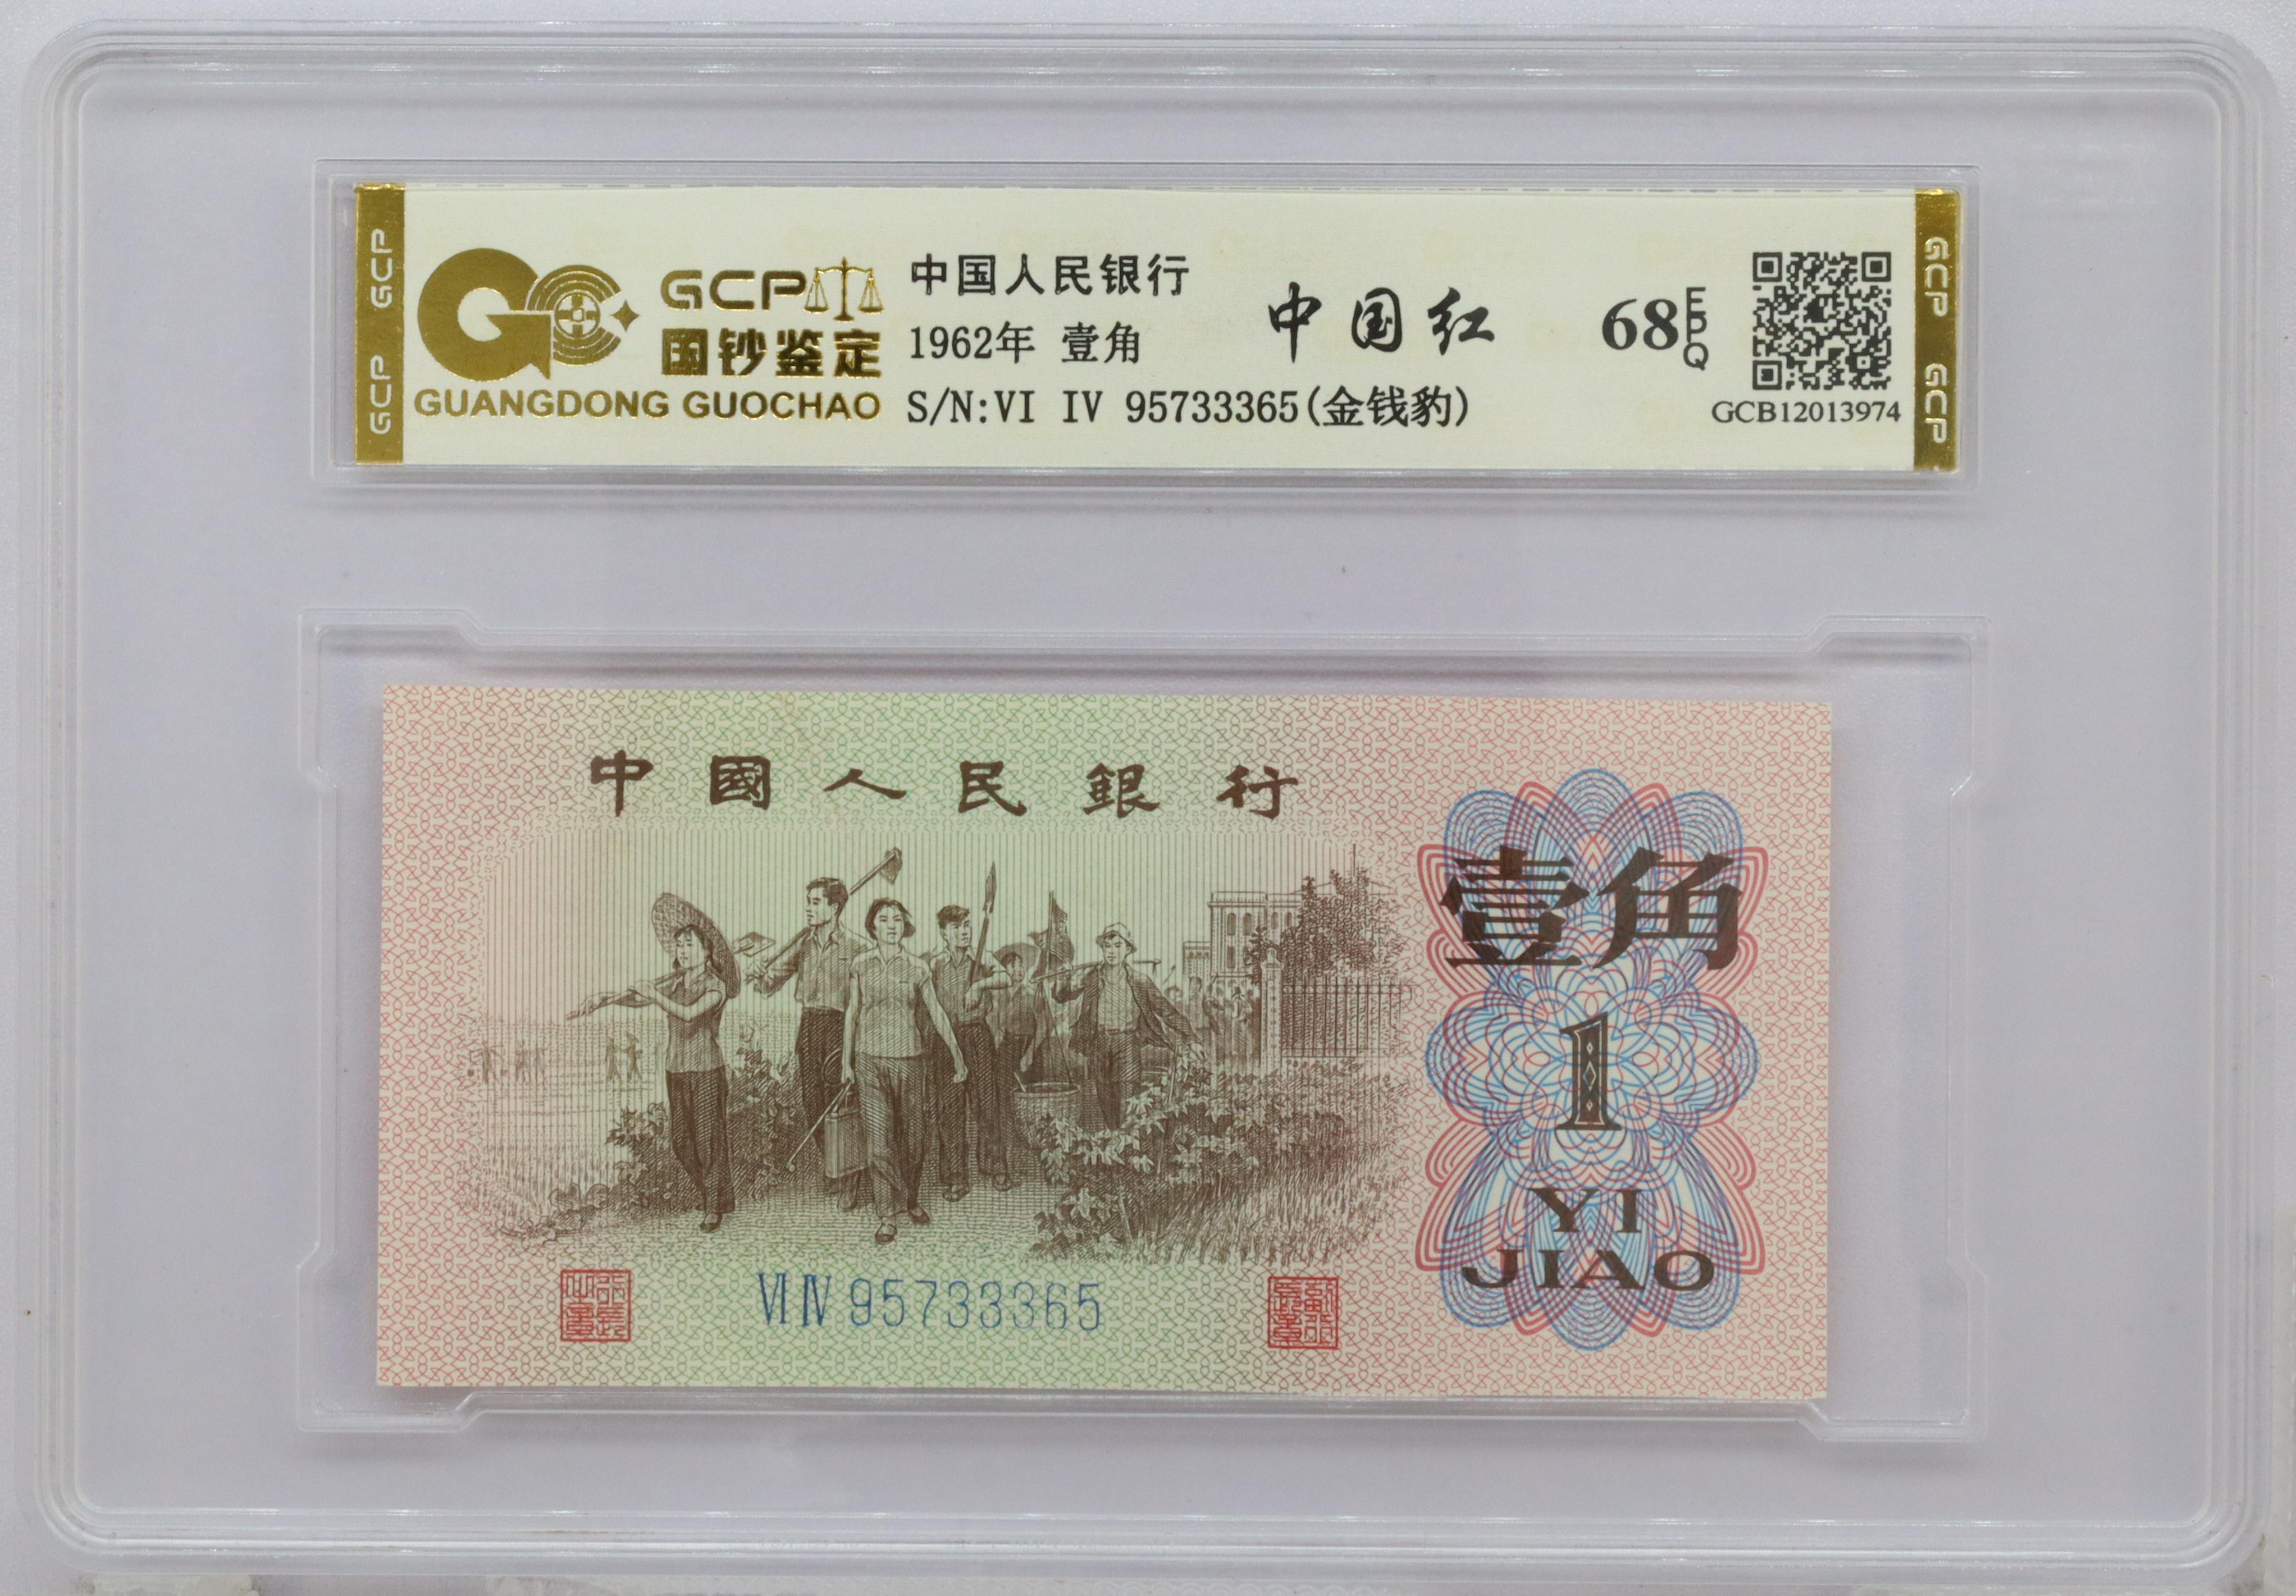 GCP GCP
GCP
国钞鉴定
GUANGDONG GUOCHAO
中国人民银行
1962年 壹角
S/N:VI IV 95733365(金钱豹)
中国红
68 EPQ
GCB12013974
GCP GCP
中國人民銀行
壹角
1
YI
JIAO
VI IV 95733365